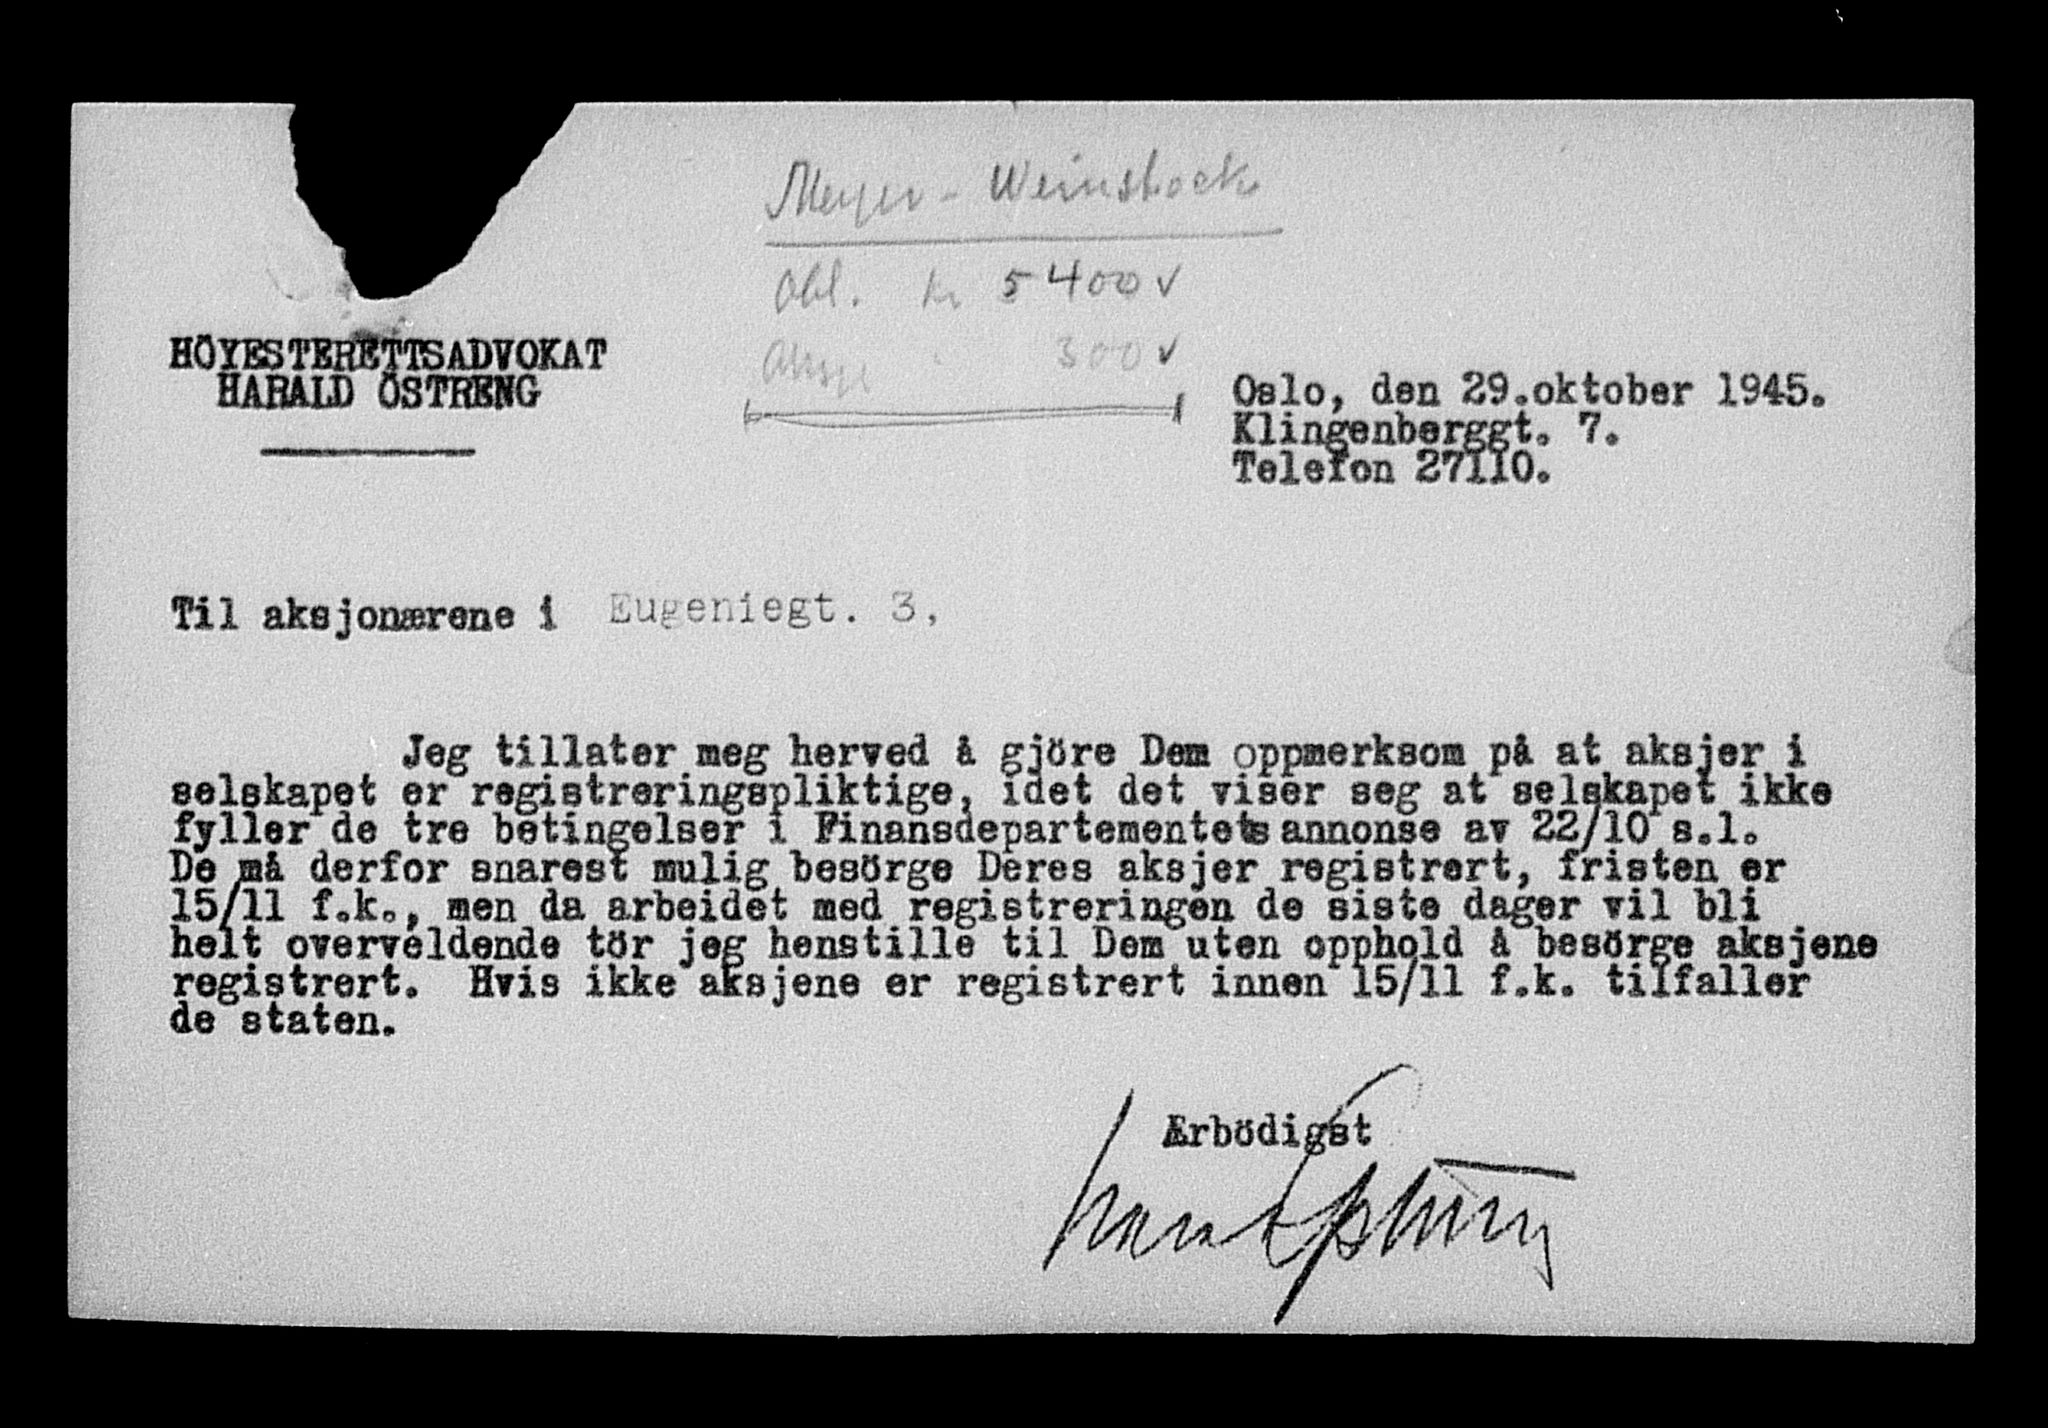 Meyer - Weinstock
Obl. kr 5400 ✓
Aksje 300 ✓
HÖYESTERETTSADVOKAT
HARALD ÖSTRENG
Oslo, den 29.oktober 1945.
Klingenberggt. 7.
Telefon 27110.
Til aksjonærene i Eugeniegt. 3,
Jeg tillater meg herved å gjöre Dem oppmerksom på at aksjer i
selskapet er registreringspliktige, idet det viser seg at selskapet ikke
fyller de tre betingelser i Finansdepartementets annonse av 22/10 s.l.
De må derfor snarest mulig besörge Deres aksjer registrert, fristen er
15/11 f.k., men da arbeidet med registreringen de siste dager vil bli
helt overveldende tör jeg henstille til Dem uten opphold å besörge aksjene
registrert. Hvis ikke aksjene er registrert innen 15/11 f.k. tilfaller
de staten.
Ærbödigst